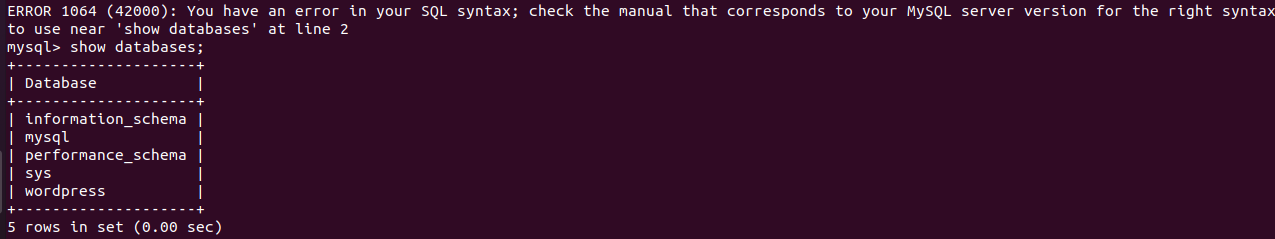 ERROR 1064 (42000): You have an error in your SQL syntax; check the manual that corresponds to your MySQL server version for the right syntax
to use near 'show databases' at line 2
mysql> show databases;
+--------------------+
| Database           |
+--------------------+
| information_schema |
| mysql              |
| performance_schema |
| sys                |
| wordpress          |
+--------------------+
5 rows in set (0.00 sec)